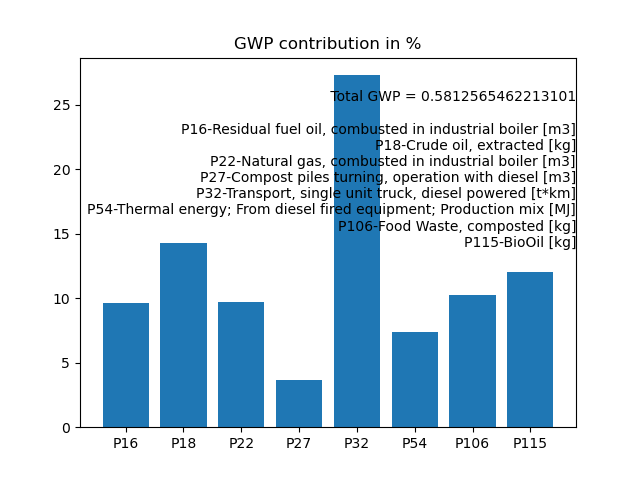 GWP contribution in %
Total GWP = 0.5812565462213101
P16-Residual fuel oil, combusted in industrial boiler [m3]
P18-Crude oil, extracted [kg]
P22-Natural gas, combusted in industrial boiler [m3]
P27-Compost piles turning, operation with diesel [m3]
P32-Transport, single unit truck, diesel powered [t*km]
P54-Thermal energy; From diesel fired equipment; Production mix [MJ]
P106-Food Waste, composted [kg]
P115-BioOil [kg]
25
20
15
10
5
0
P16 P18 P22 P27 P32 P54 P106 P115